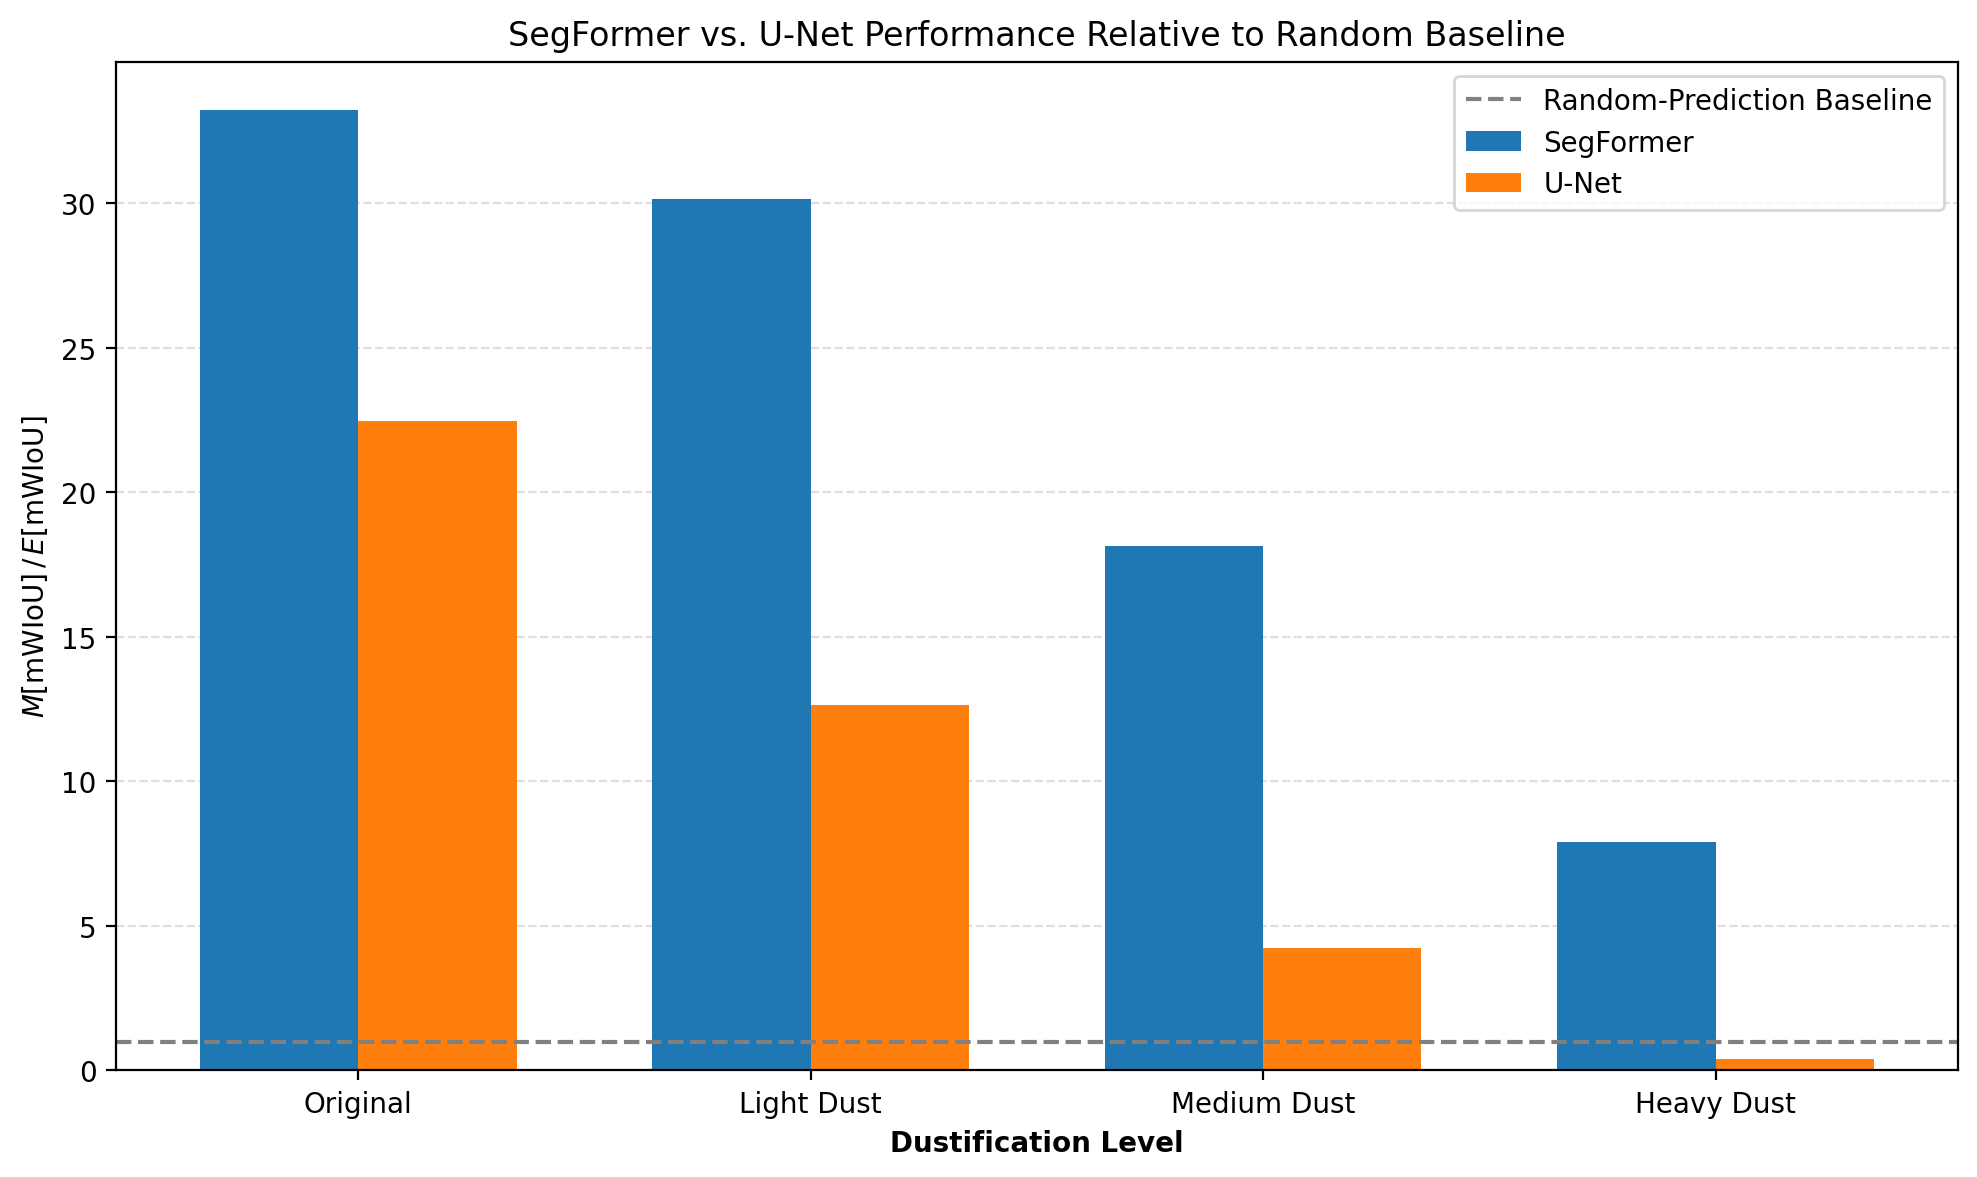 SegFormer vs. U-Net Performance Relative to Random Baseline
Random-Prediction Baseline
SegFormer
U-Net
M[mWIoU] / E[mWIoU]
30
25
20
15
10
5
0
Original
Light Dust
Medium Dust
Heavy Dust
Dustification Level